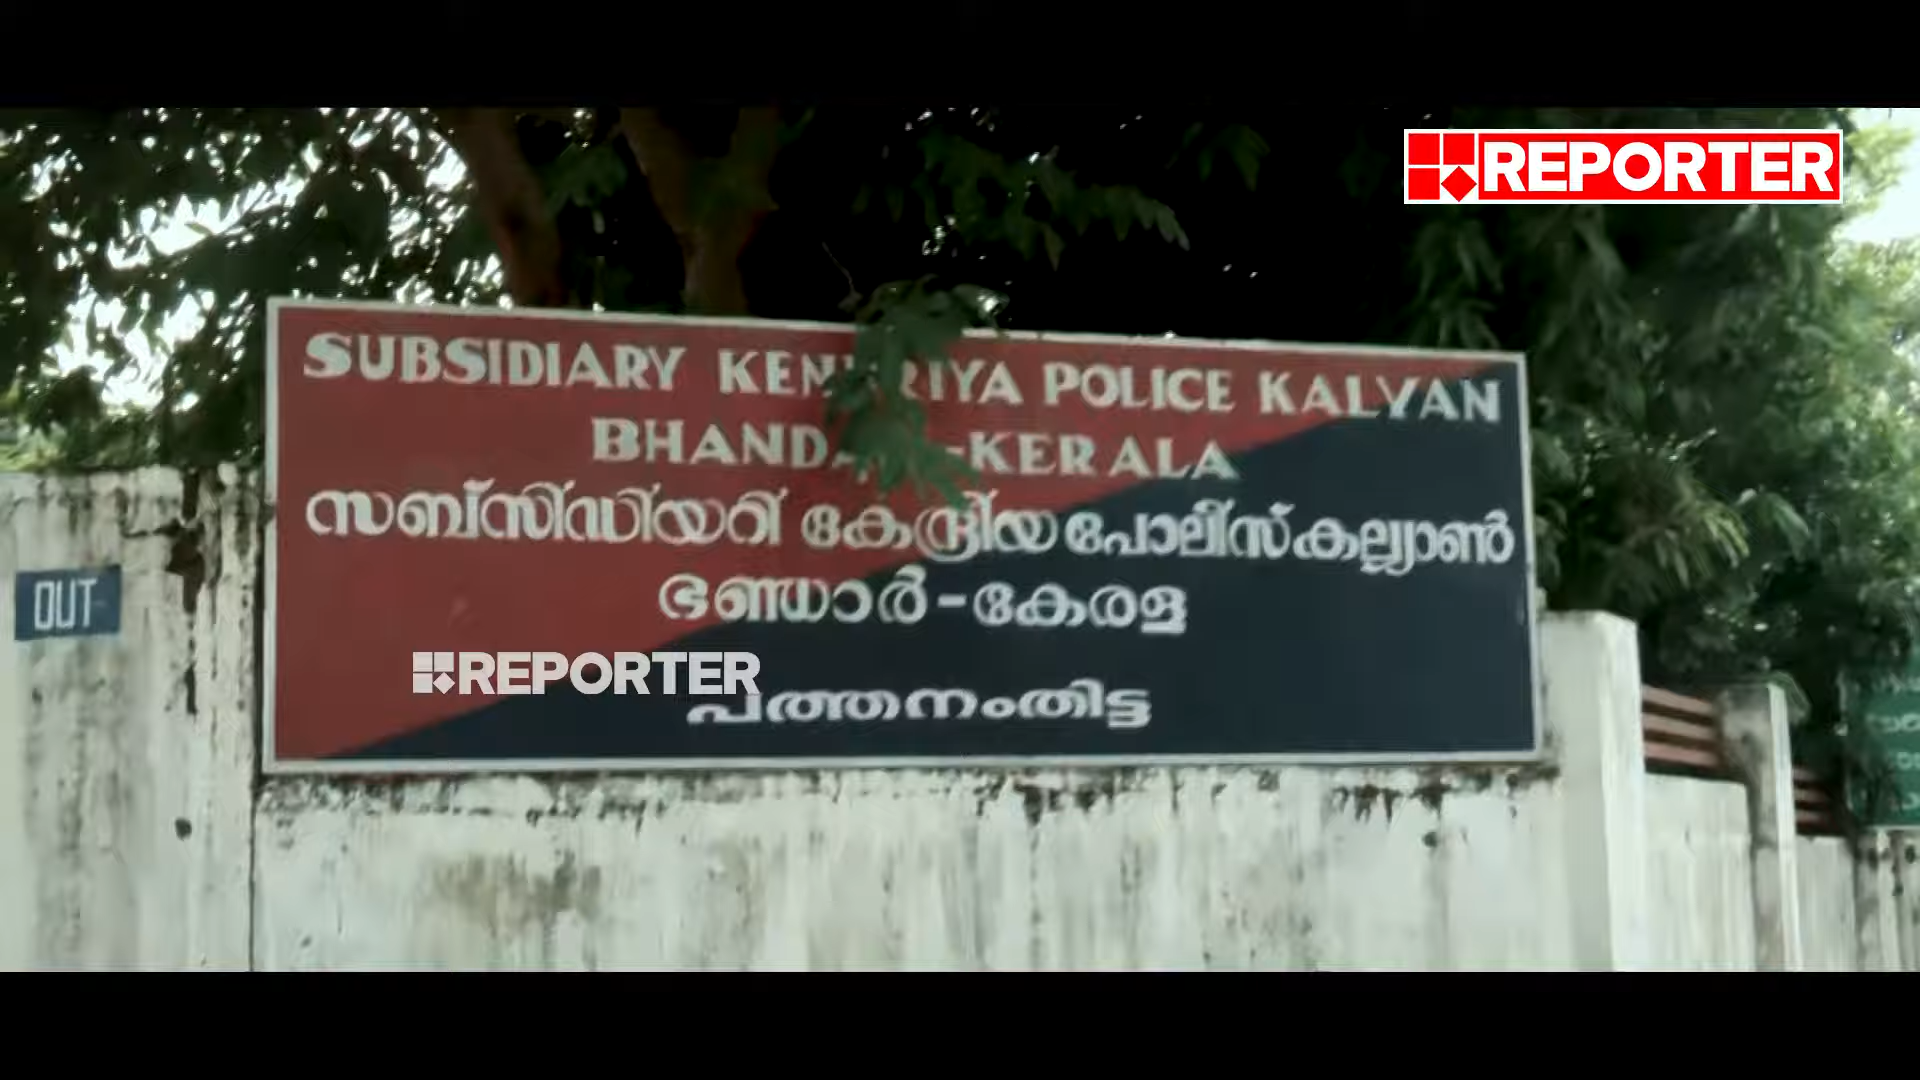 REPORTER
SUBSIDIARY POLICE KALYAN
KERALA
സബ്സിഡിയറി കേന്ദ്രിയ പോലീസ് കല്ല്യാൺ
ഭണ്ഡാർ - കേരള
REPORTER
പത്തനംതിട്ട
OUT